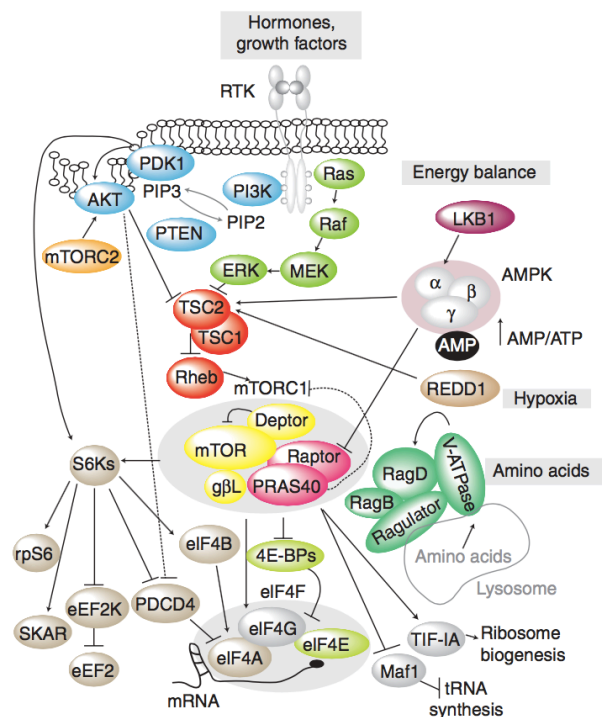 Hormones,
growth factors
RTK
PDK1
PIP3
PI3K
Ras
Energy balance
AKT
PIP2
LKB1
PTEN
Raf
mTORC2
ERK
MEK
AMPK
α
β
γ
TSC2
TSC1
AMP
AMP/ATP
Rheb
mTORC1
REDD1
Hypoxia
Deptor
mTOR
Raptor
V-ATPase
S6Ks
RagD
Amino acids
gβL
PRAS40
RagB
Ragulator
rpS6
eIF4B
4E-BPs
Amino acids
Lysosome
eIF4F
eEF2K
PDCD4
SKAR
eIF4G
TIF-IA
Ribosome
biogenesis
eIF4E
eEF2
eIF4A
Maf1
mRNA
tRNA
synthesis